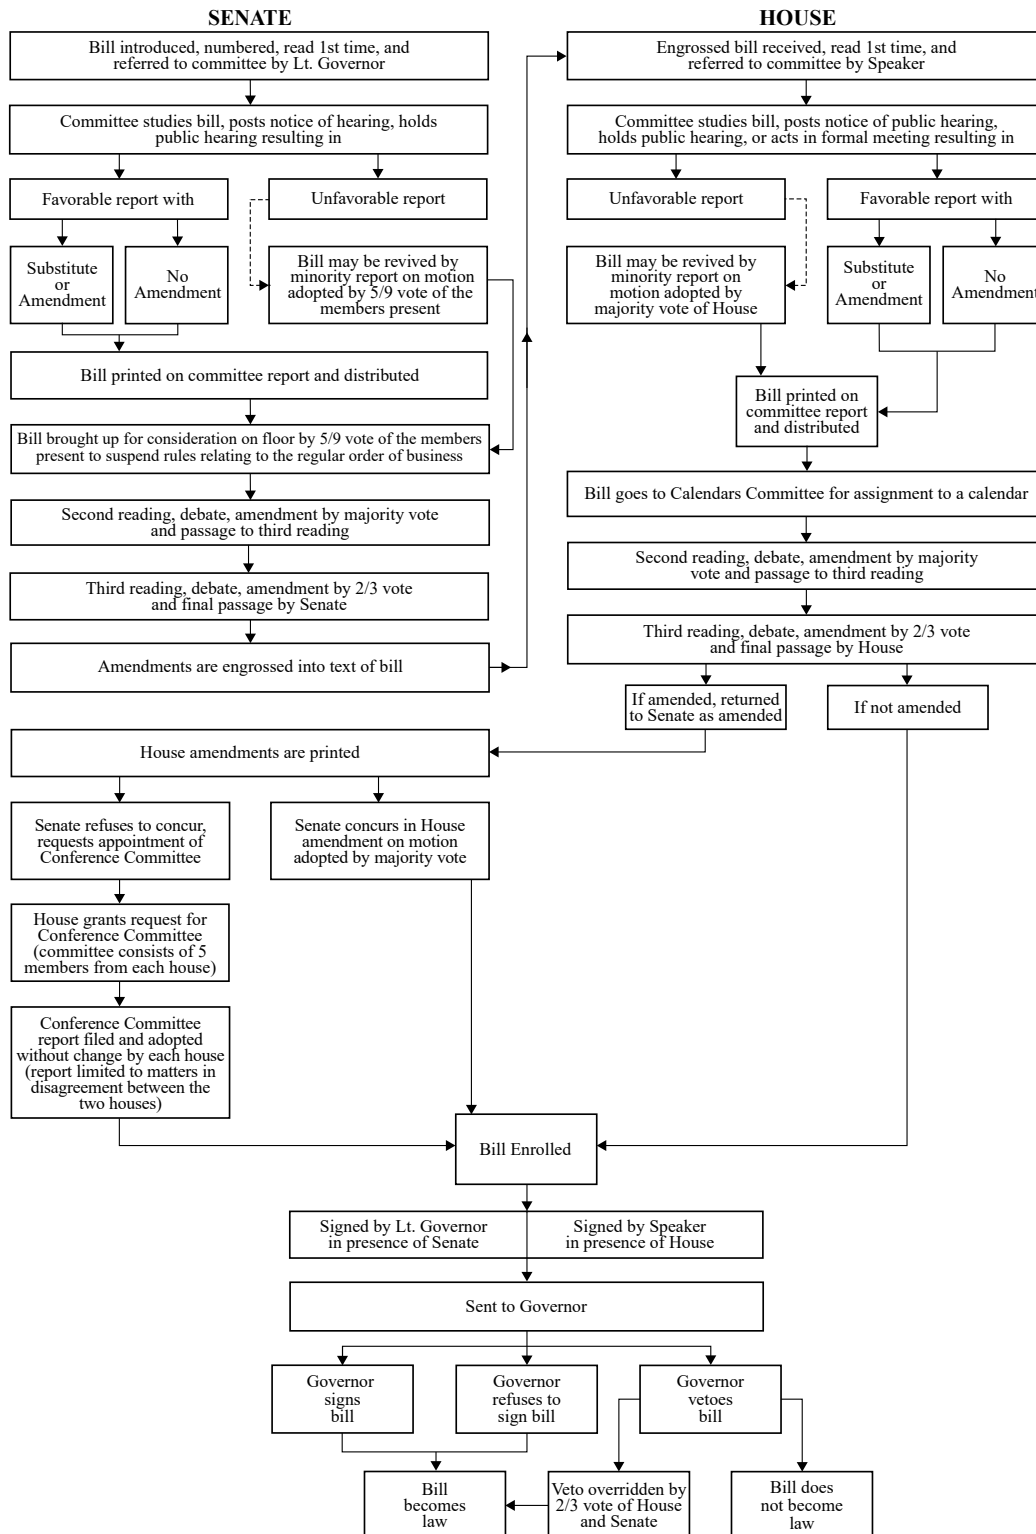 SENATE
Bill introduced, numbered, read 1st time, and
referred to committee by Lt. Governor
Committee studies bill, posts notice of hearing, holds
public hearing resulting in
Favorable report with
Unfavorable report
Substitute
or
Amendment
No
Amendment
Bill may be revived by
minority report on motion
adopted by 5/9 vote of the
members present
Bill printed on committee report and distributed
Bill brought up for consideration on floor by 5/9 vote of the members
present to suspend rules relating to the regular order of business
Second reading, debate, amendment by majority vote
and passage to third reading
Third reading, debate, amendment by 2/3 vote
and final passage by Senate
Amendments are engrossed into text of bill
HOUSE
Engrossed bill received, read 1st time, and
referred to committee by Speaker
Committee studies bill, posts notice of public hearing,
holds public hearing, or acts in formal meeting resulting in
Unfavorable report
Favorable report with
Bill may be revived by
minority report on
motion adopted by
majority vote of House
Substitute
or
Amendment
No
Amendment
Bill printed on
committee report
and distributed
Bill goes to Calendars Committee for assignment to a calendar
Second reading, debate, amendment by majority
vote and passage to third reading
Third reading, debate, amendment by 2/3 vote
and final passage by House
If amended, returned
to Senate as amended
If not amended
House amendments are printed
Senate refuses to concur,
requests appointment of
Conference Committee
Senate concurs in House
amendment on motion
adopted by majority vote
House grants request for
Conference Committee
(committee consists of 5
members from each house)
Conference Committee
report filed and adopted
without change by each house
(report limited to matters in
disagreement between the
two houses)
Bill Enrolled
Signed by Lt. Governor
in presence of Senate
Signed by Speaker
in presence of House
Sent to Governor
Governor
signs
bill
Governor
refuses to
sign bill
Governor
vetoes
bill
Bill
becomes
law
Veto overridden by
2/3 vote of House
and Senate
Bill does
not become
law